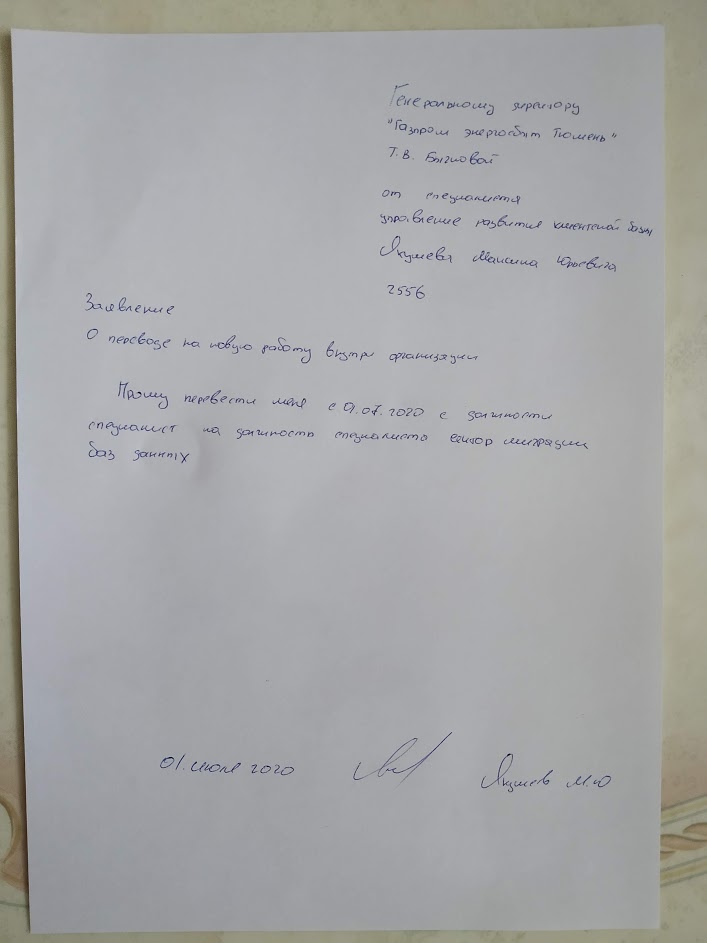 Генеральному директору
"Газпром энергосбыт Тюмень"
Т.В.
от специалиста
управление развития клиентской базы
Якушева Максима Юрьевича
2556
Заявление
О переводе на новую работу внутри организации
Прошу перевести меня с 01.07.2020 с должности
специалист на должность специалиста сектор миграции
баз данных
01. июля 2020
Якушев М.Ю